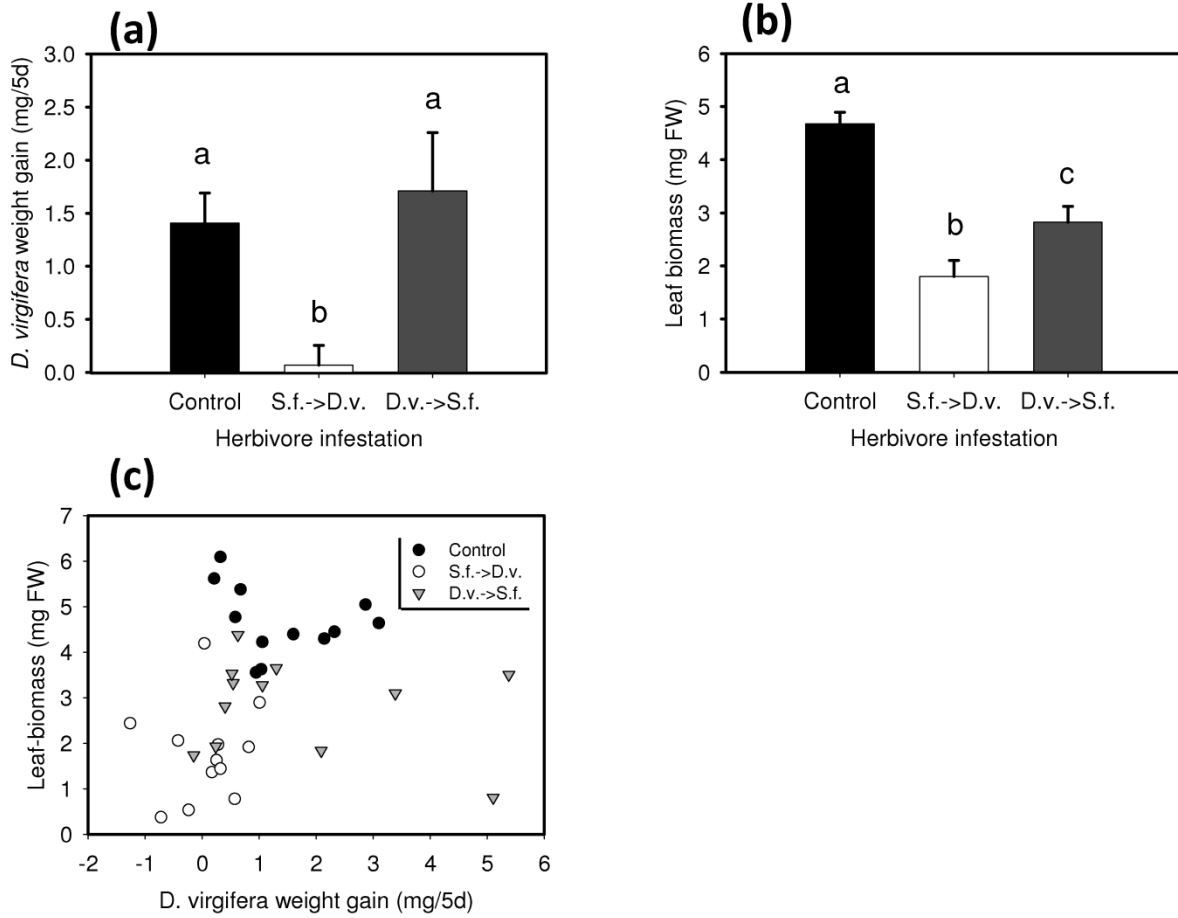 (a)
D. virgifera weight gain (mg/5d)
3.0
2.5
2.0
1.5
1.0
0.5
0.0
a
b
a
Control
S.f.->D.v.
D.v.->S.f.
Herbivore infestation
(b)
Leaf biomass (mg FW)
6
5
4
3
2
1
0
a
b
c
Control
S.f.->D.v.
D.v.->S.f.
Herbivore infestation
(c)
Leaf-biomass (mg FW)
7
6
5
4
3
2
1
0
Control
S.f.->D.v.
D.v.->S.f.
-2 -1 0 1 2 3 4 5 6
D. virgifera weight gain (mg/5d)